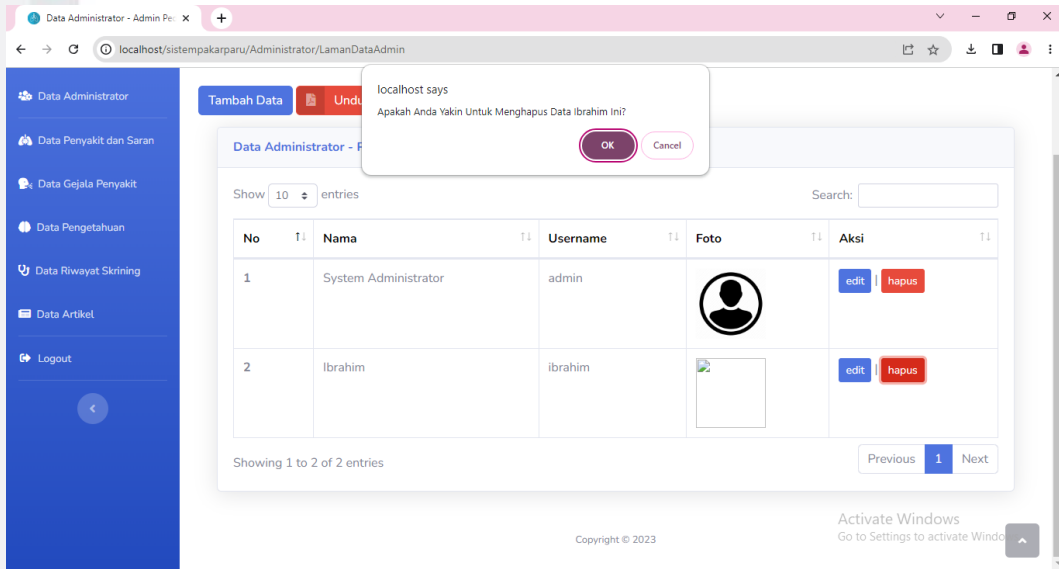 Data Administrator - Admin Pe
localhost/sistempakarparu/Administrator/LamanDataAdmin
localhost says
Apakah Anda Yakin Untuk Menghapus Data Ibrahim Ini?
OK Cancel
Data Administrator
Data Penyakit dan Saran
Data Gejala Penyakit
Data Pengetahuan
Data Riwayat Skrining
Data Artikel
Logout
Tambah Data Undu
Data Administrator -
Show 10 entries Search:
No Nama Username Foto Aksi
1 System Administrator admin edit | hapus
2 Ibrahim ibrahim edit | hapus
Showing 1 to 2 of 2 entries Previous 1 Next
Copyright © 2023
Activate Windows
Go to Settings to activate Windo